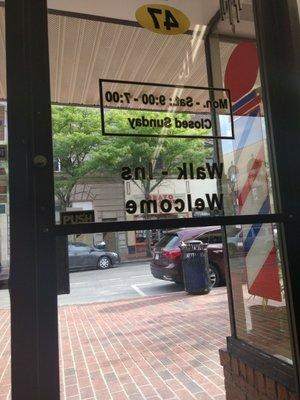 47
Mon. - Sat.: 9:00 - 7:00
Closed Sunday
Walk - Ins
Welcome
PUSH